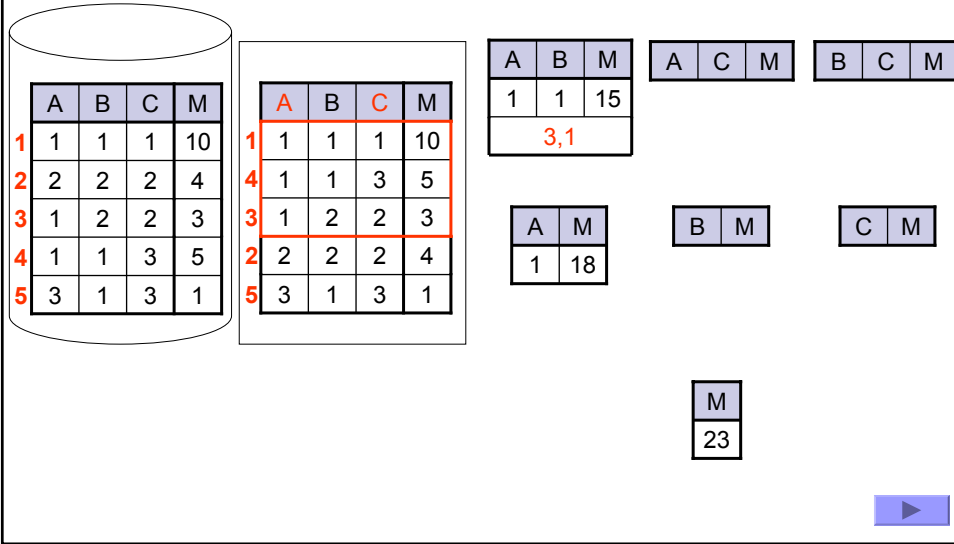 A B C M
1 1 1 1 10
2 2 2 2 4
3 1 2 2 3
4 1 1 3 5
5 3 1 3 1
A B C M
1 1 1 1 10
4 1 1 3 5
3 1 2 2 3
2 2 2 2 4
5 3 1 3 1
A B M
1 1 15
3,1
A C M
B C M
A M
1 18
B M
C M
M
23